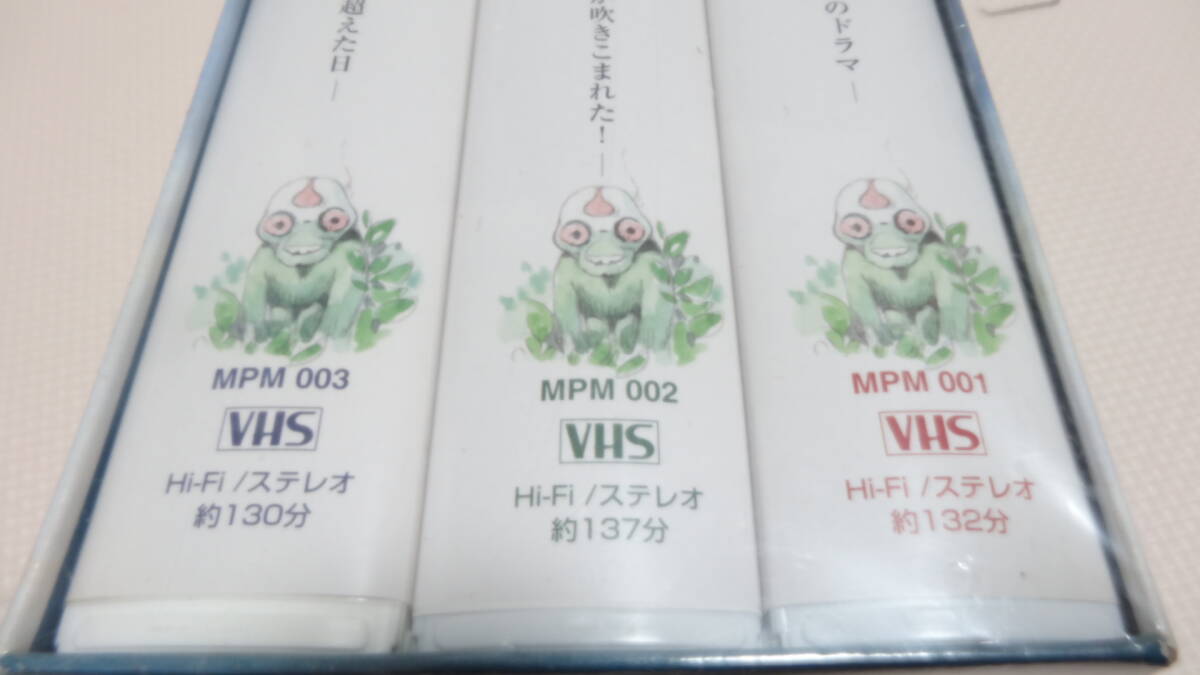 超えた日―
MPM 003
VHS
Hi-Fi /ステレオ
約130分
吹きこまれた!―
MPM 002
VHS
Hi-Fi /ステレオ
約137分
のドラマ―
MPM 001
VHS
Hi-Fi /ステレオ
約132分